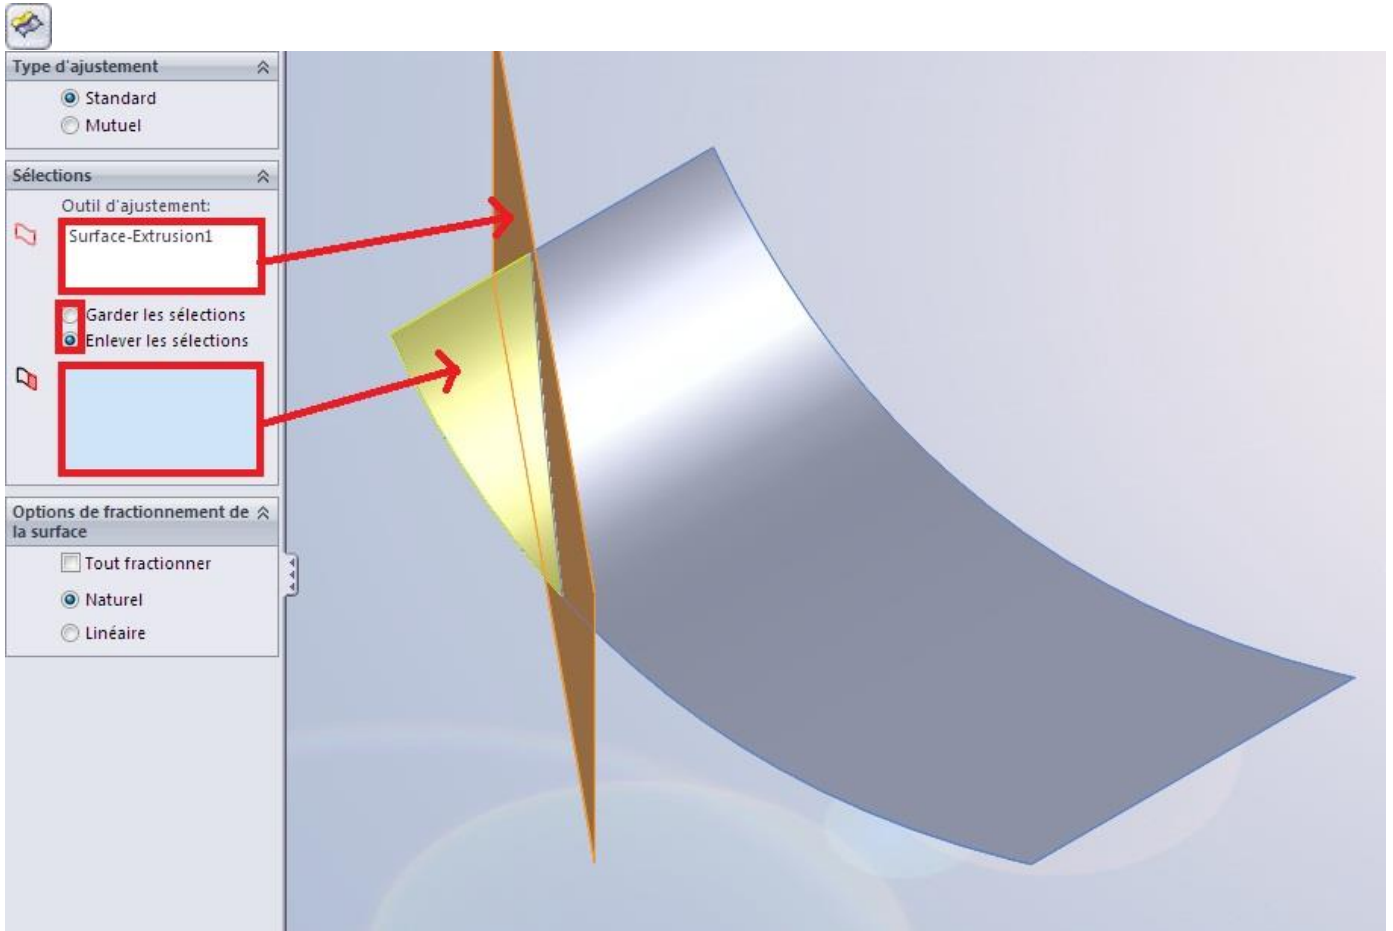 Type d'ajustement
Standard
Mutuel
Sélections
Outil d'ajustement:
Surface-Extrusion1
Garder les sélections
Enlever les sélections
Options de fractionnement de
la surface
Tout fractionner
Naturel
Linéaire